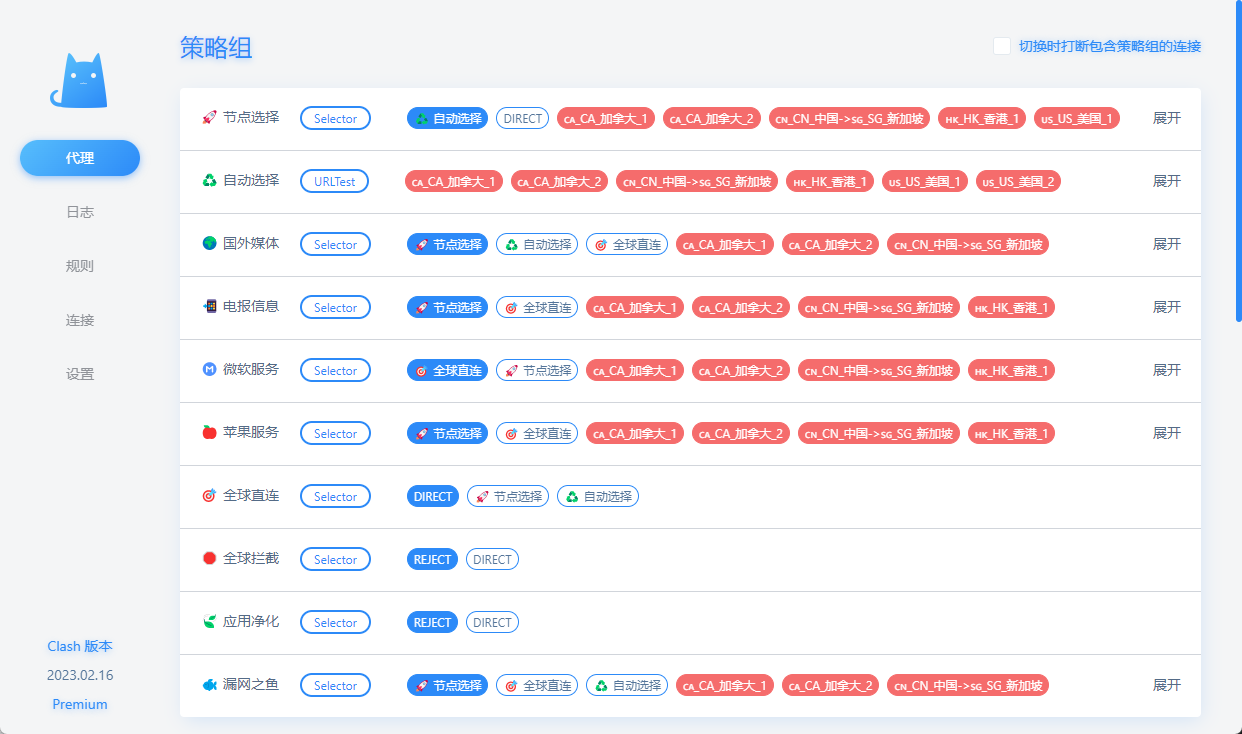 策略组
切换时打断包含策略组的连接
代理
日志
规则
连接
设置
Clash 版本
2023.02.16
Premium
节点选择 Selector 自动选择 DIRECT CA_CA_加拿大_1 CA_CA_加拿大_2 CN_CN_中国->SG_SG_新加坡 HK_HK_香港_1 US_US_美国_1 展开
自动选择 URLTest CA_CA_加拿大_1 CA_CA_加拿大_2 CN_CN_中国->SG_SG_新加坡 HK_HK_香港_1 US_US_美国_1 US_US_美国_2 展开
国外媒体 Selector 节点选择 自动选择 全球直连 CA_CA_加拿大_1 CA_CA_加拿大_2 CN_CN_中国->SG_SG_新加坡 展开
电报信息 Selector 节点选择 全球直连 CA_CA_加拿大_1 CA_CA_加拿大_2 CN_CN_中国->SG_SG_新加坡 HK_HK_香港_1 展开
微软服务 Selector 全球直连 节点选择 CA_CA_加拿大_1 CA_CA_加拿大_2 CN_CN_中国->SG_SG_新加坡 HK_HK_香港_1 展开
苹果服务 Selector 节点选择 全球直连 CA_CA_加拿大_1 CA_CA_加拿大_2 CN_CN_中国->SG_SG_新加坡 HK_HK_香港_1 展开
全球直连 Selector DIRECT 节点选择 自动选择
全球拦截 Selector REJECT DIRECT
应用净化 Selector REJECT DIRECT
漏网之鱼 Selector 节点选择 全球直连 自动选择 CA_CA_加拿大_1 CA_CA_加拿大_2 CN_CN_中国->SG_SG_新加坡 展开